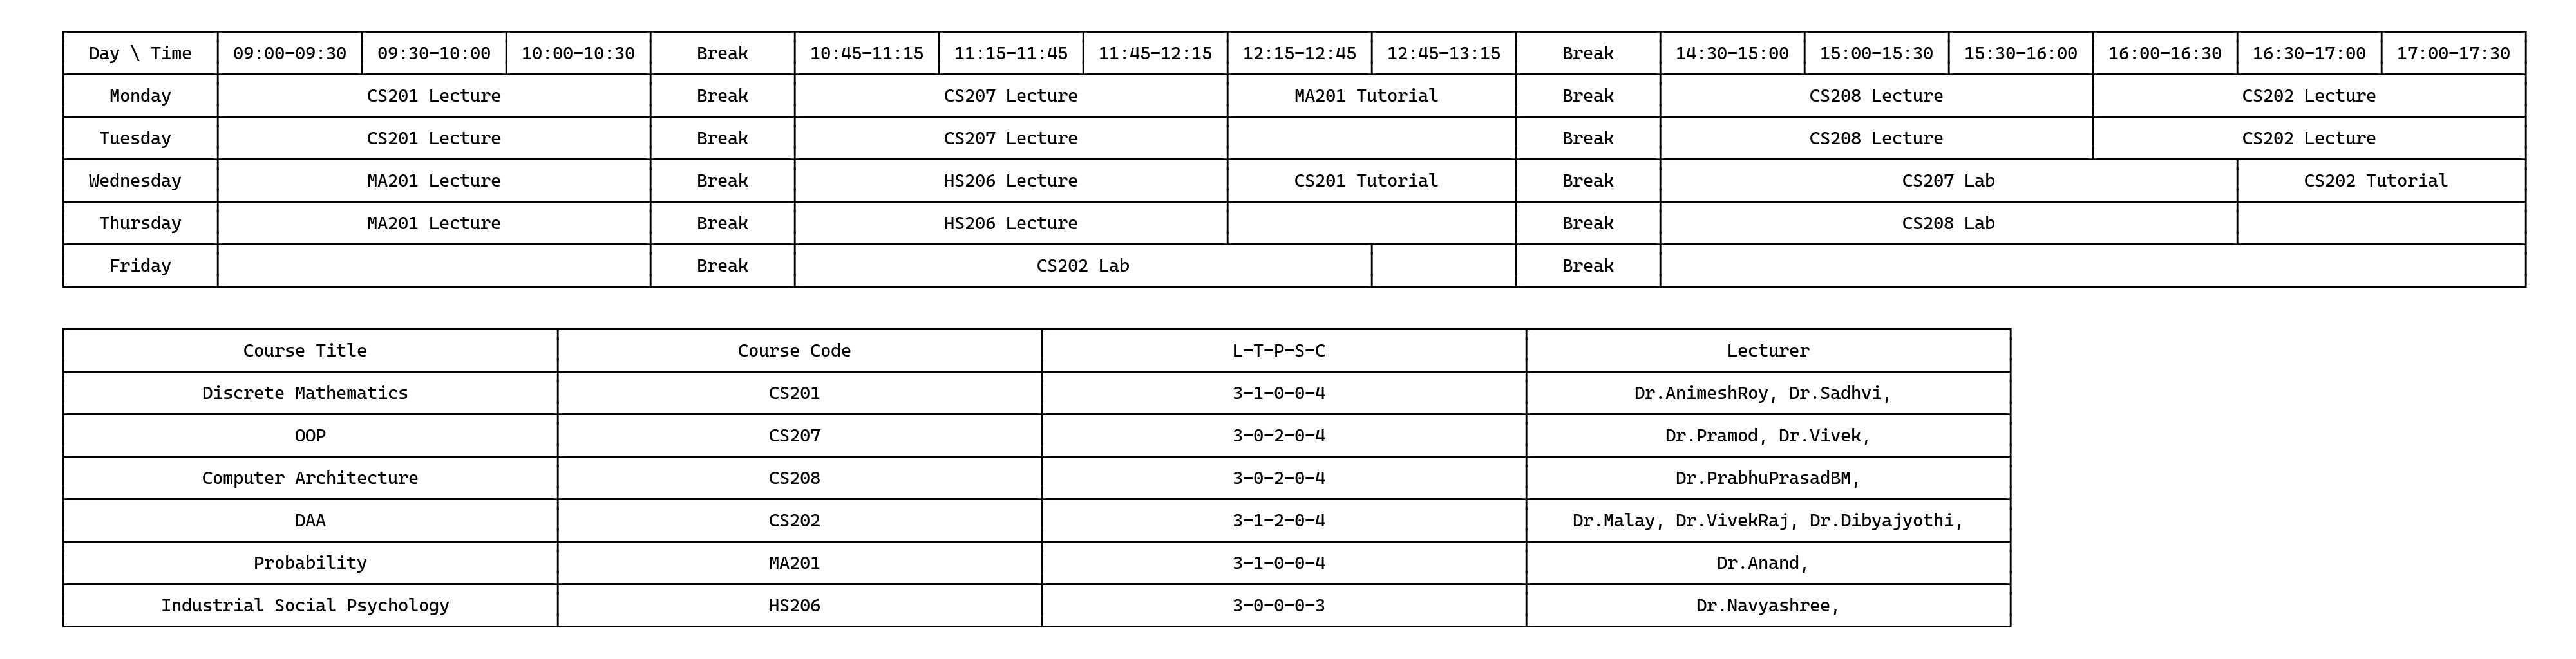 Day \ Time 09:00-09:30 09:30-10:00 10:00-10:30 Break 10:45-11:15 11:15-11:45 11:45-12:15 12:15-12:45 12:45-13:15 Break 14:30-15:00 15:00-15:30 15:30-16:00 16:00-16:30 16:30-17:00 17:00-17:30
Monday CS201 Lecture Break CS207 Lecture MA201 Tutorial Break CS208 Lecture CS202 Lecture
Tuesday CS201 Lecture Break CS207 Lecture Break CS208 Lecture CS202 Lecture
Wednesday MA201 Lecture Break HS206 Lecture CS201 Tutorial Break CS207 Lab CS202 Tutorial
Thursday MA201 Lecture Break HS206 Lecture Break CS208 Lab
Friday Break CS202 Lab Break
Course Title Course Code L-T-P-S-C Lecturer
Discrete Mathematics CS201 3-1-0-0-4 Dr.AnimeshRoy, Dr.Sadhvi,
OOP CS207 3-0-2-0-4 Dr.Pramod, Dr.Vivek,
Computer Architecture CS208 3-0-2-0-4 Dr.PrabhuPrasadBM,
DAA CS202 3-1-2-0-4 Dr.Malay, Dr.VivekRaj, Dr.Dibyajyothi,
Probability MA201 3-1-0-0-4 Dr.Anand,
Industrial Social Psychology HS206 3-0-0-0-3 Dr.Navyashree,